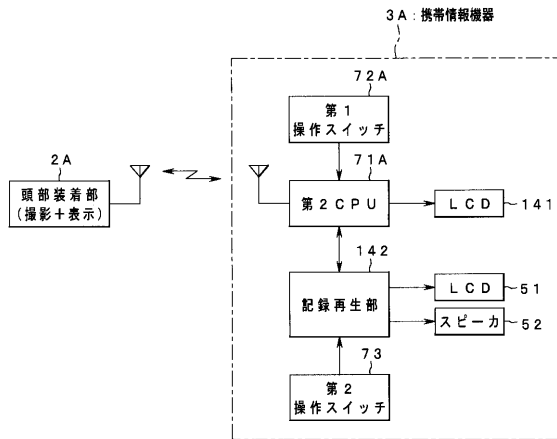 3A:携帯情報機器
72A
第1
操作スイッチ
2A
頭部装着部
(撮影+表示)
71A
第2CPU
LCD
141
142
記録再生部
LCD
51
スピーカ
52
73
第2
操作スイッチ